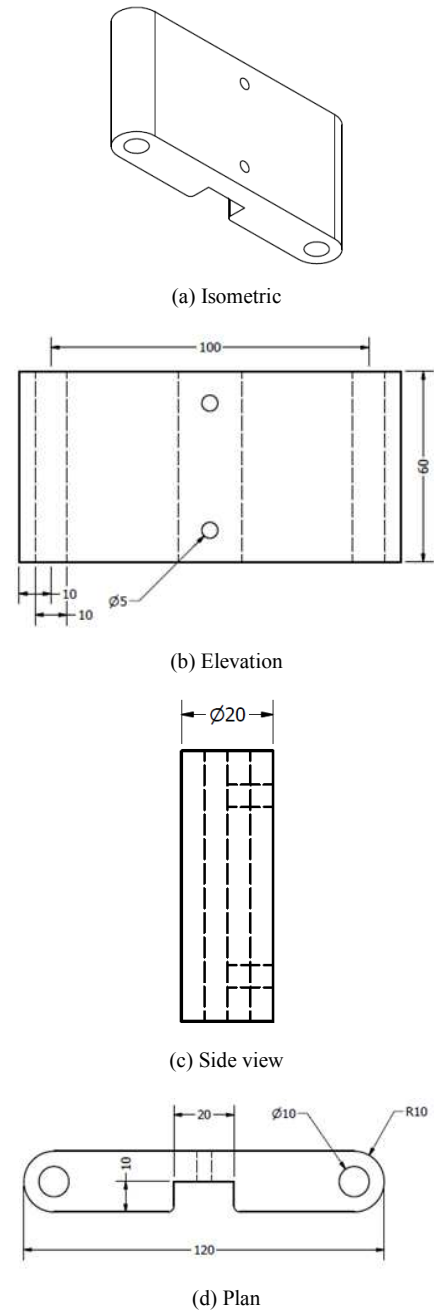 (a) Isometric
100
60
10
10
Ø5
(b) Elevation
Ø20
(c) Side view
20
Ø10
R10
10
120
(d) Plan